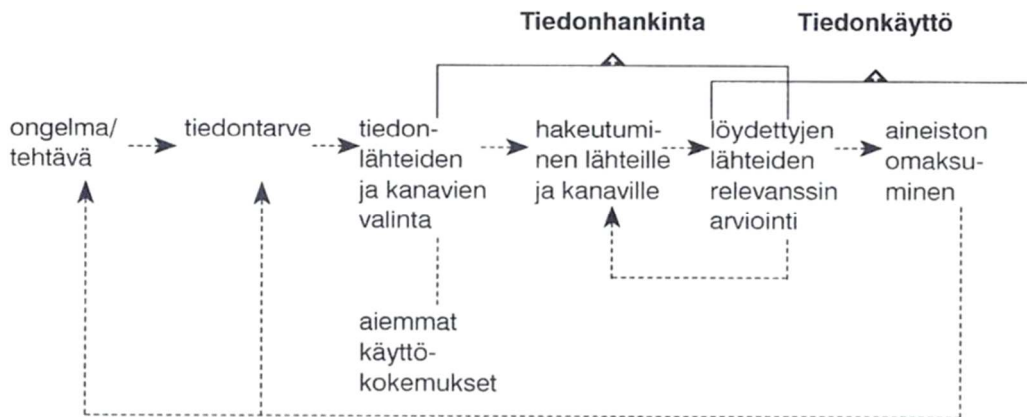 Tiedonhankinta
Tiedonkäyttö
ongelma/
tehtävä
tiedontarve
tiedon-
lähteiden
ja kanavien
valinta
hakeutumi-
nen lähteille
ja kanaville
löydettyjen
lähteiden
relevanssin
arviointi
aineiston
omaksu-
minen
aiemmat
käyttö-
kokemukset